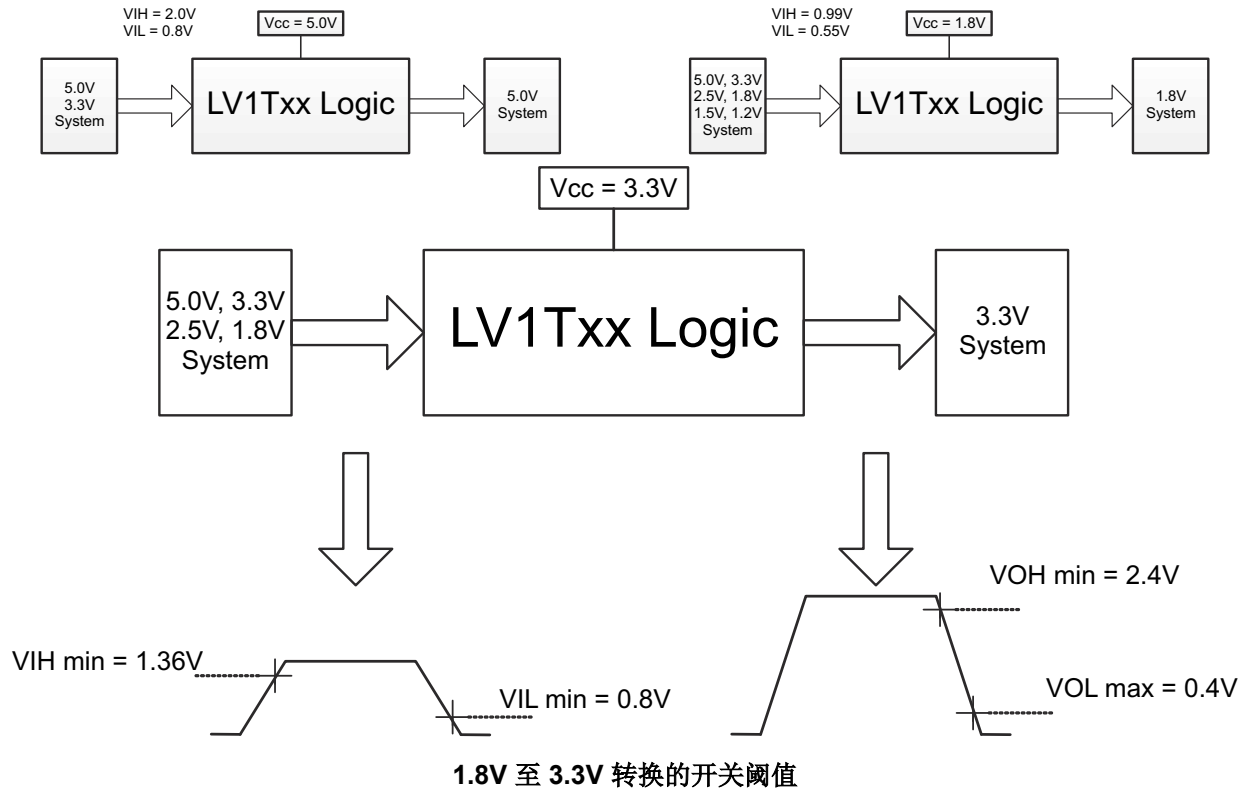 VIH = 2.0V
VIL = 0.8V
Vcc = 5.0V
5.0V
3.3V
System
LV1Txx Logic
5.0V
System
VIH = 0.99V
VIL = 0.55V
Vcc = 1.8V
5.0V, 3.3V
2.5V, 1.8V
1.5V, 1.2V
System
LV1Txx Logic
1.8V
System
Vcc = 3.3V
5.0V, 3.3V
2.5V, 1.8V
System
LV1Txx Logic
3.3V
System
VIH min = 1.36V
VIL min = 0.8V
VOH min = 2.4V
VOL max = 0.4V
1.8V 至 3.3V 转换的开关阈值